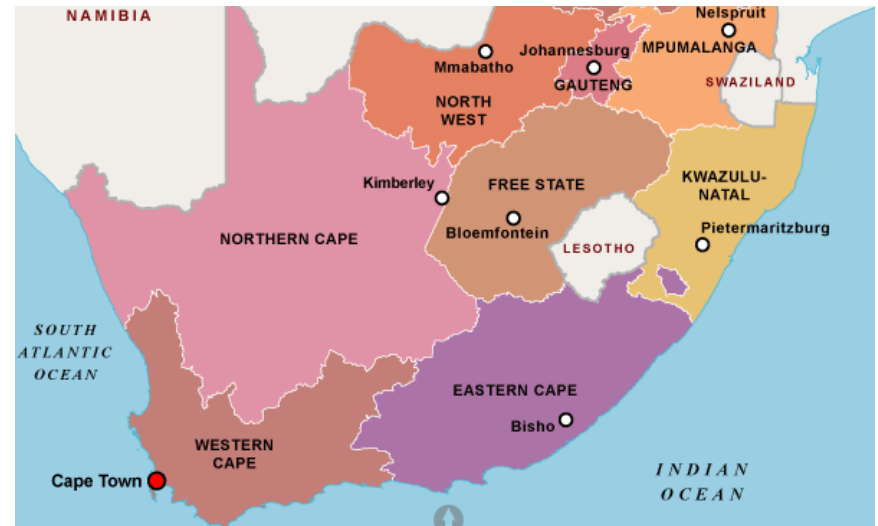 NAMIBIA
Nelspruit
Johannesburg
MPUMALANGA
Mmabatho
GAUTENG
SWAZILAND
NORTH
WEST
Kimberley
FREE STATE
KWAZULU-
NATAL
Bloemfontein
Pietermaritzburg
NORTHERN CAPE
LESOTHO
SOUTH
ATLANTIC
OCEAN
EASTERN CAPE
Bisho
WESTERN
CAPE
Cape Town
INDIAN
OCEAN